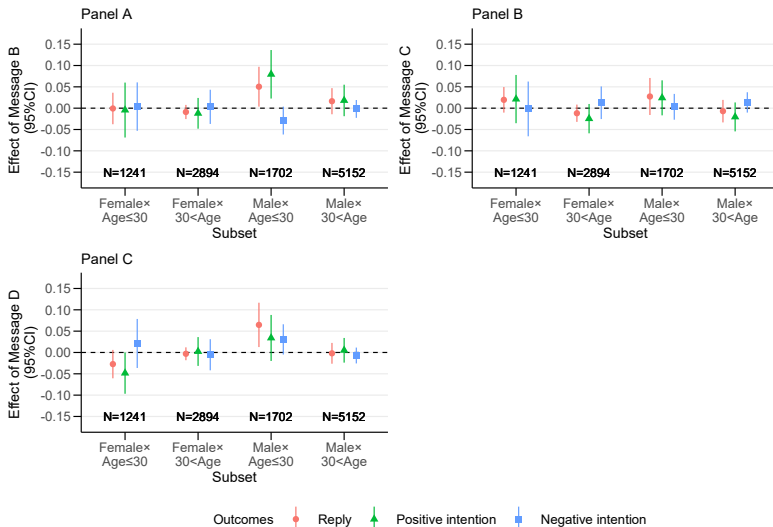 Panel A
Effect of Message B
(95%CI)
0.15
0.10
0.05
0.00
-0.05
-0.10
-0.15
N=1241 N=2894 N=1702 N=5152
Female× Female× Male× Male×
Age≤30 30<Age Age≤30 30<Age
Subset
Panel B
Effect of Message C
(95%CI)
0.15
0.10
0.05
0.00
-0.05
-0.10
-0.15
N=1241 N=2894 N=1702 N=5152
Female× Female× Male× Male×
Age≤30 30<Age Age≤30 30<Age
Subset
Panel C
Effect of Message D
(95%CI)
0.15
0.10
0.05
0.00
-0.05
-0.10
-0.15
N=1241 N=2894 N=1702 N=5152
Female× Female× Male× Male×
Age≤30 30<Age Age≤30 30<Age
Subset
Outcomes Reply Positive intention Negative intention